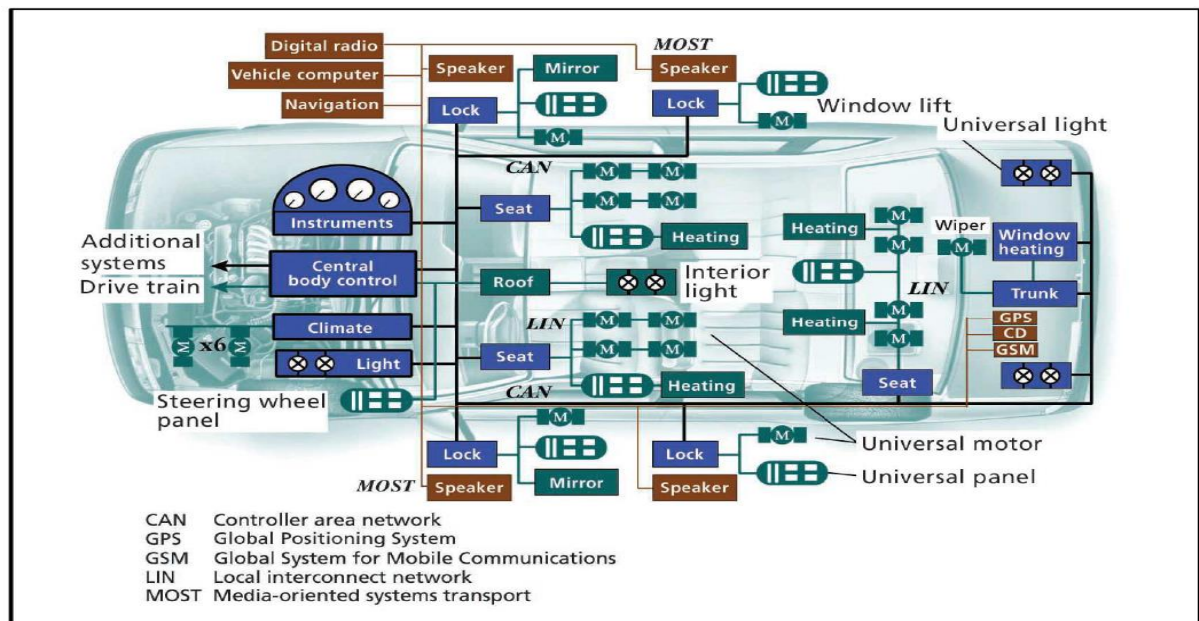 Digital radio
MOST
Speaker
Mirror
Speaker
Vehicle computer
Navigation
Lock
Lock
Window lift
M
M
Universal light
CAN
M M
Instruments
Seat
M M
M
Wiper
Heating
M
Window heating
Heating
M
Additional systems
Central body control
Drive train
Roof
Interior light
LIN
Trunk
LIN
M M
M
GPS
Climate
Heating
CD
M x6 M
Seat
M M
M
GSM
Light
CAN
Heating
Seat
Steering wheel panel
M
M
Universal motor
Lock
Lock
Universal panel
MOST
Speaker
Mirror
Speaker
CAN Controller area network
GPS Global Positioning System
GSM Global System for Mobile Communications
LIN Local interconnect network
MOST Media-oriented systems transport